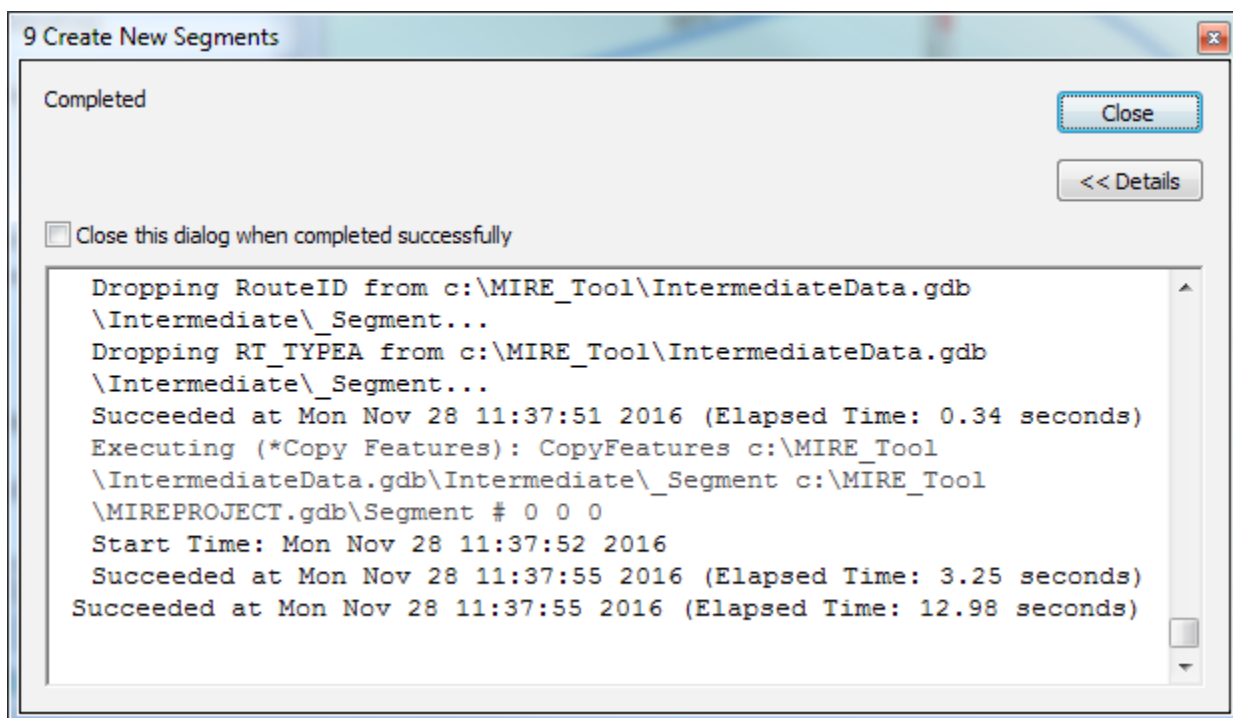 9 Create New Segments
Completed
Close
<< Details
Close this dialog when completed successfully
Dropping RouteID from c:\MIRE_Tool\IntermediateData.gdb
\Intermediate\_Segment...
Dropping RT_TYPEA from c:\MIRE_Tool\IntermediateData.gdb
\Intermediate\_Segment...
Succeeded at Mon Nov 28 11:37:51 2016 (Elapsed Time: 0.34 seconds)
Executing (*Copy Features): CopyFeatures c:\MIRE_Tool
\IntermediateData.gdb\Intermediate\_Segment c:\MIRE_Tool
\MIREPROJECT.gdb\Segment # 0 0 0
Start Time: Mon Nov 28 11:37:52 2016
Succeeded at Mon Nov 28 11:37:55 2016 (Elapsed Time: 3.25 seconds)
Succeeded at Mon Nov 28 11:37:55 2016 (Elapsed Time: 12.98 seconds)